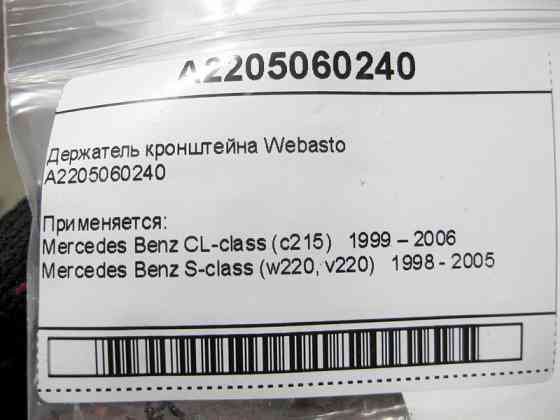 A2205060240
Держатель кронштейна Webasto
A2205060240
Применяется:
Mercedes Benz CL-class (c215) 1999 – 2006
Mercedes Benz S-class (w220, v220) 1998 - 2005